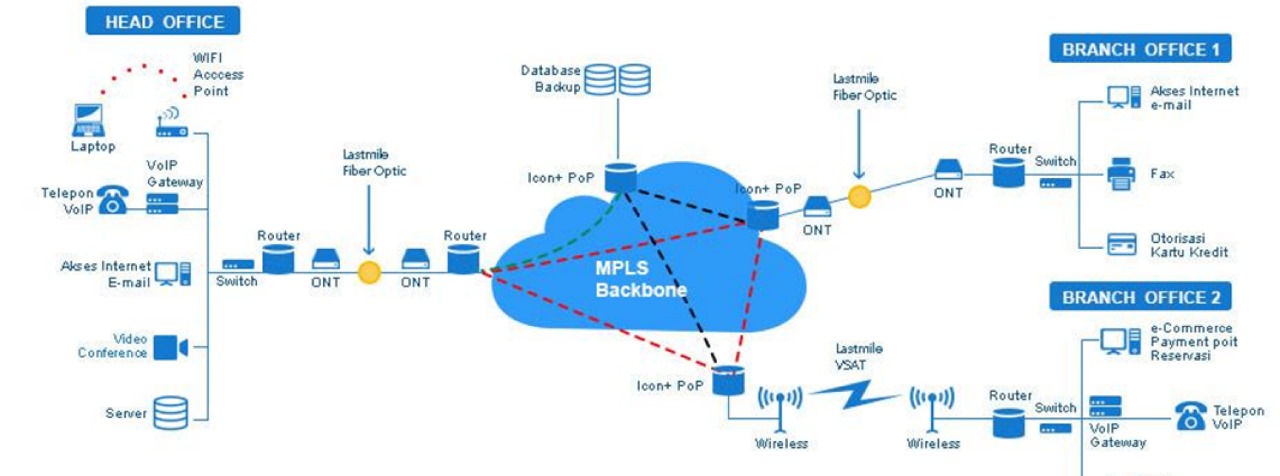 HEAD OFFICE
WIFI
Acccess
Point
Laptop
VoIP
Gateway
Telepon
VoIP
Akses Internet
E-mail
Video
Conference
Server
Switch
Router
ONT
Lastmile
Fiber Optic
ONT
Router
Database
Backup
Icon+ PoP
MPLS
Backbone
Icon+ PoP
ONT
Lastmile
Fiber Optic
ONT
Router
Switch
BRANCH OFFICE 1
Akses Internet
e-mail
Fax
Otorisasi
Kartu Kredit
Icon+ PoP
Wireless
Lastmile
VSAT
Wireless
Router
Switch
BRANCH OFFICE 2
e-Commerce
Payment poit
Reservasi
VoIP
Gateway
Telepon
VoIP